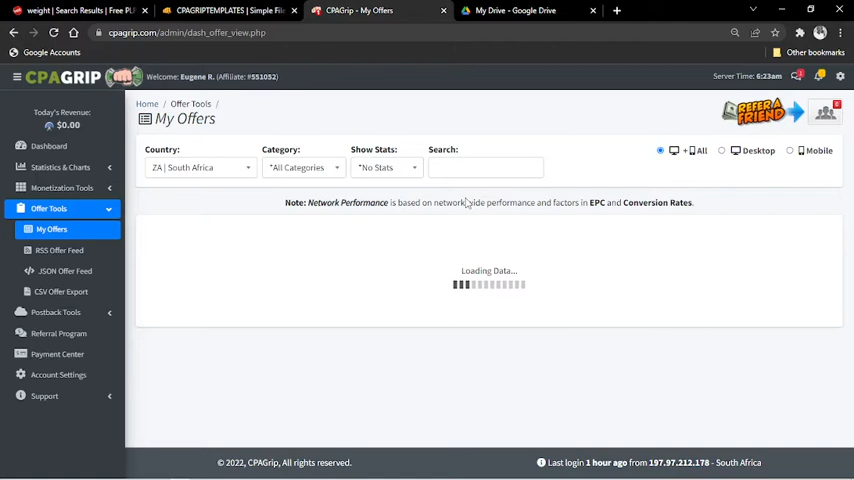 weight | Search Results | Free PLF
CPAGRIPTEMPLATES | Simple File
CPAGrip - My Offers
My Drive - Google Drive
cpagrip.com/admin/dash_offer_view.php
Google Accounts
Other bookmarks
CPAGRIP
Welcome: Eugene R. (Affiliate: #551052)
Server Time: 6:23am
1
0
Today's Revenue:
$0.00
Dashboard
Statistics & Charts
Monetization Tools
Offer Tools
My Offers
RSS Offer Feed
JSON Offer Feed
CSV Offer Export
Postback Tools
Referral Program
Payment Center
Account Settings
Support
Home / Offer Tools /
My Offers
REFER A FRIEND
8
Country:
Category:
Show Stats:
Search:
ZA | South Africa
*All Categories
*No Stats
+ All
Desktop
Mobile
Note: Network Performance is based on network wide performance and factors in EPC and Conversion Rates.
Loading Data...
© 2022, CPAGrip, All rights reserved.
Last login 1 hour ago from 197.97.212.178 - South Africa